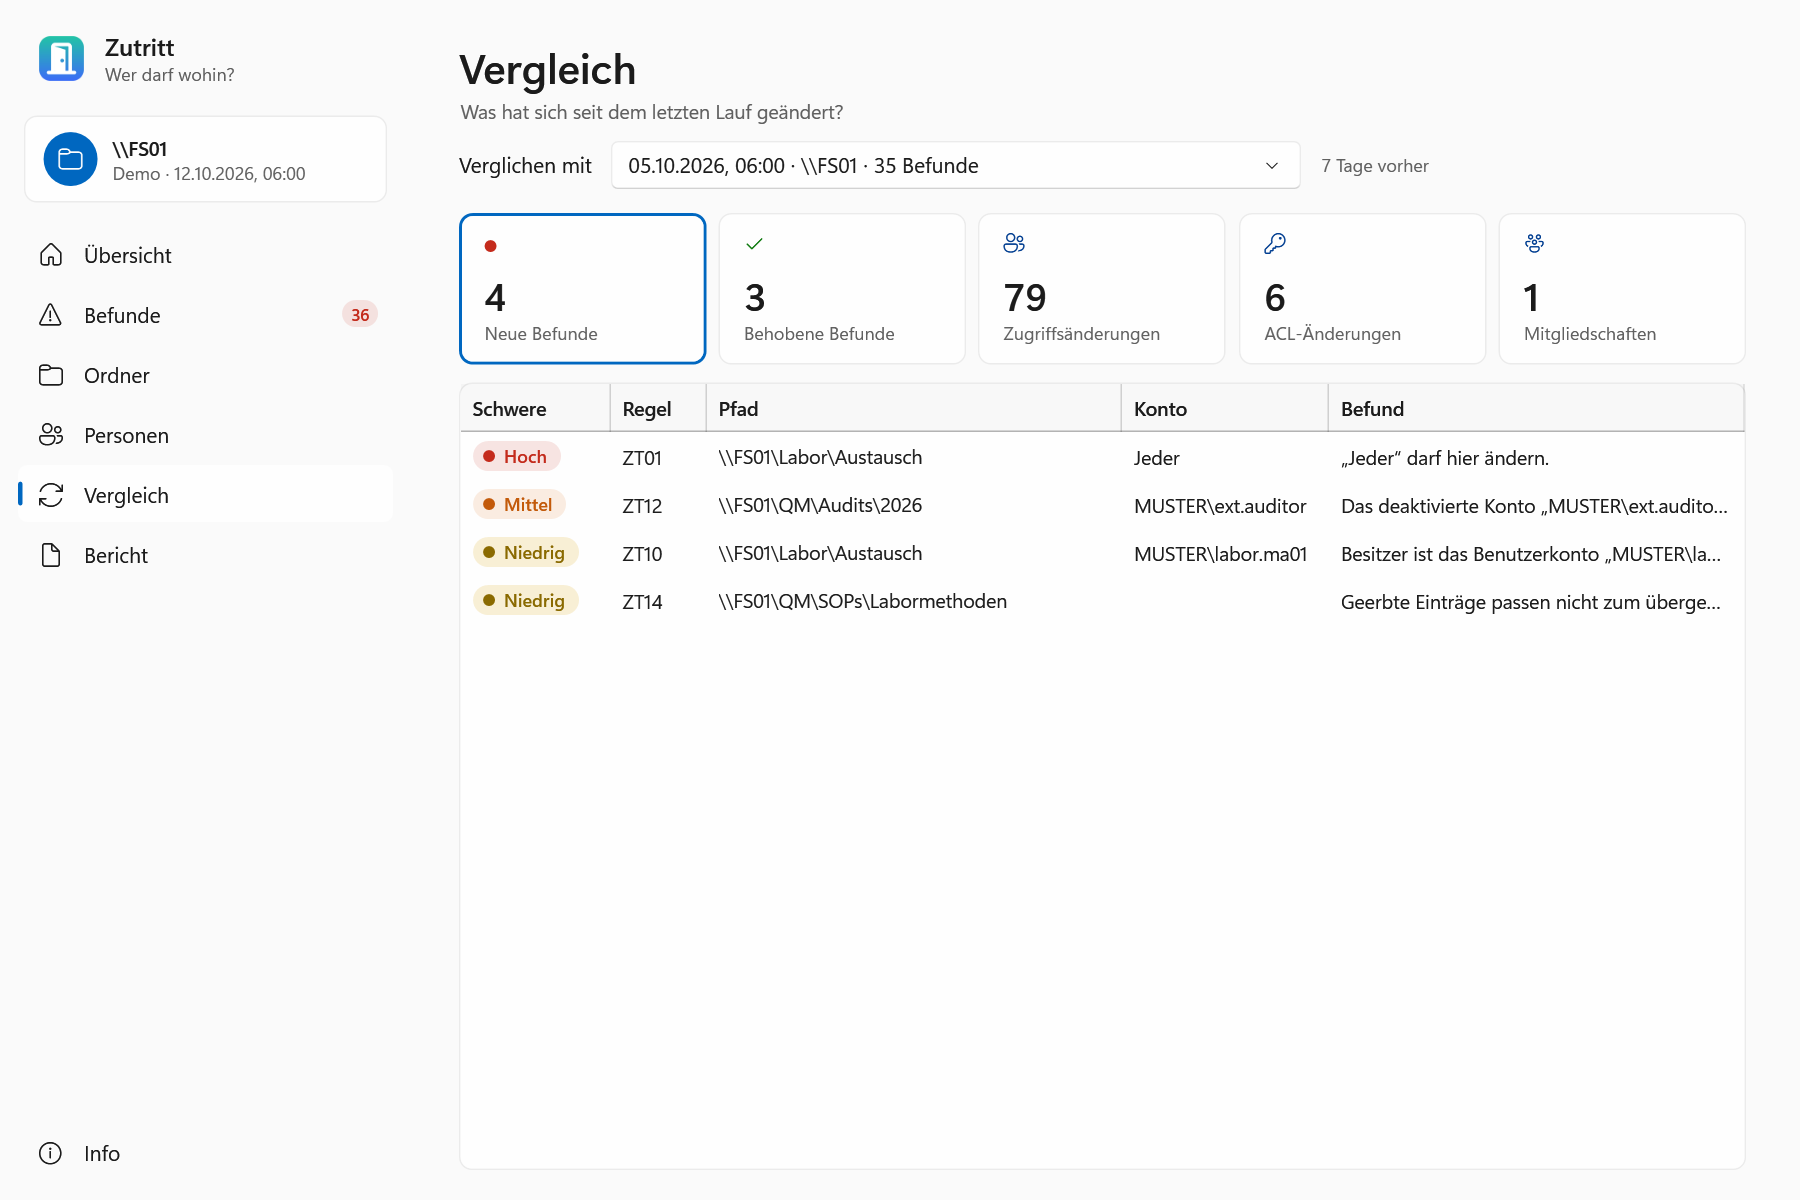 Zutritt
Wer darf wohin?
\\FS01
Demo · 12.10.2026, 06:00
Übersicht
Befunde 36
Ordner
Personen
Vergleich
Bericht
Info
Vergleich
Was hat sich seit dem letzten Lauf geändert?
Verglichen mit 05.10.2026, 06:00 · \\FS01 · 35 Befunde 7 Tage vorher
4
Neue Befunde
3
Behobene Befunde
79
Zugriffsänderungen
6
ACL-Änderungen
1
Mitgliedschaften
Schwere Regel Pfad Konto Befund
Hoch ZT01 \\FS01\Labor\Austausch Jeder „Jeder“ darf hier ändern.
Mittel ZT12 \\FS01\QM\Audits\2026 MUSTER\ext.auditor Das deaktivierte Konto „MUSTER\ext.audito...
Niedrig ZT10 \\FS01\Labor\Austausch MUSTER\labor.ma01 Besitzer ist das Benutzerkonto „MUSTER\la...
Niedrig ZT14 \\FS01\QM\SOPs\Labormethoden Geerbte Einträge passen nicht zum überge...